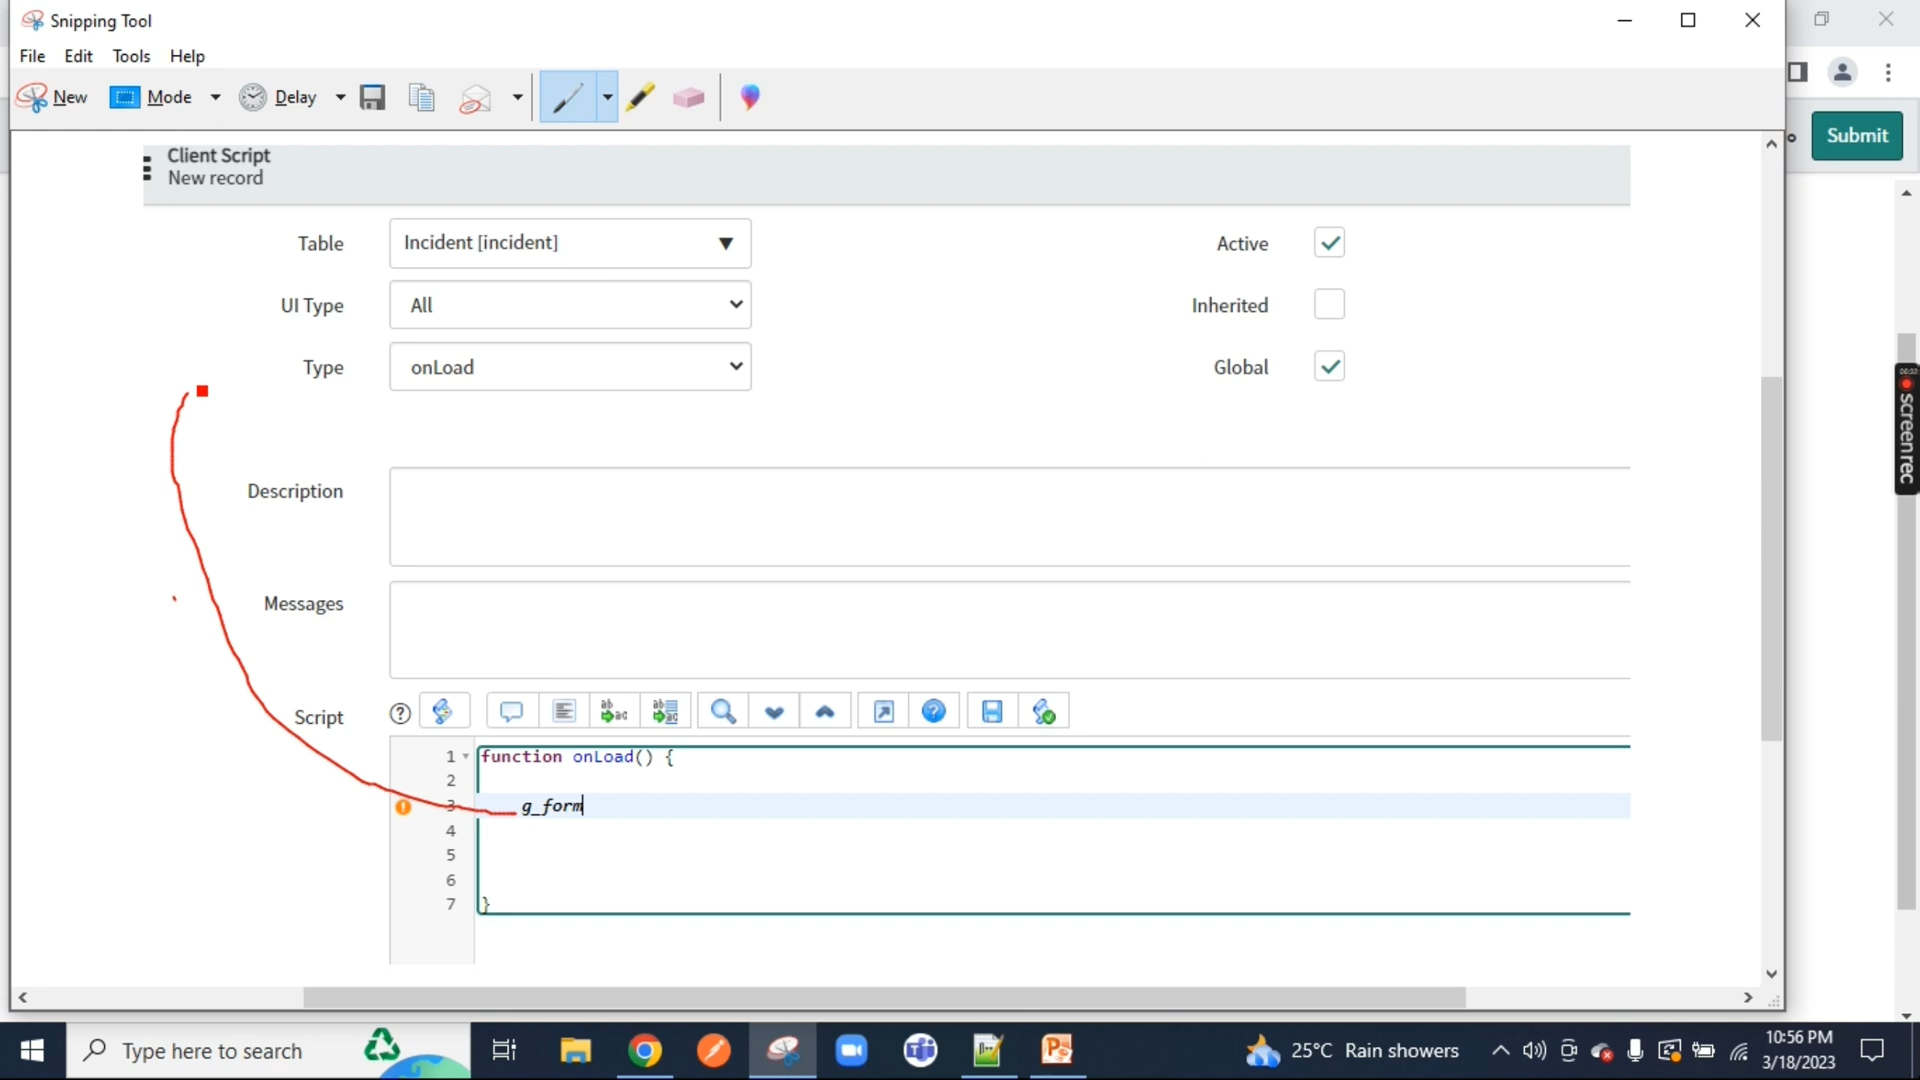 Snipping Tool
File Edit Tools Help
New Mode Delay
Submit
Client Script
New record
Table Incident [incident] Active
UI Type All Inherited
Type onLoad Global
Description
Messages
Script
1 function onLoad() {
2
3 g_form
4
5
6
7 }
screenrec
Type here to search
25°C Rain showers
10:56 PM
3/18/2023